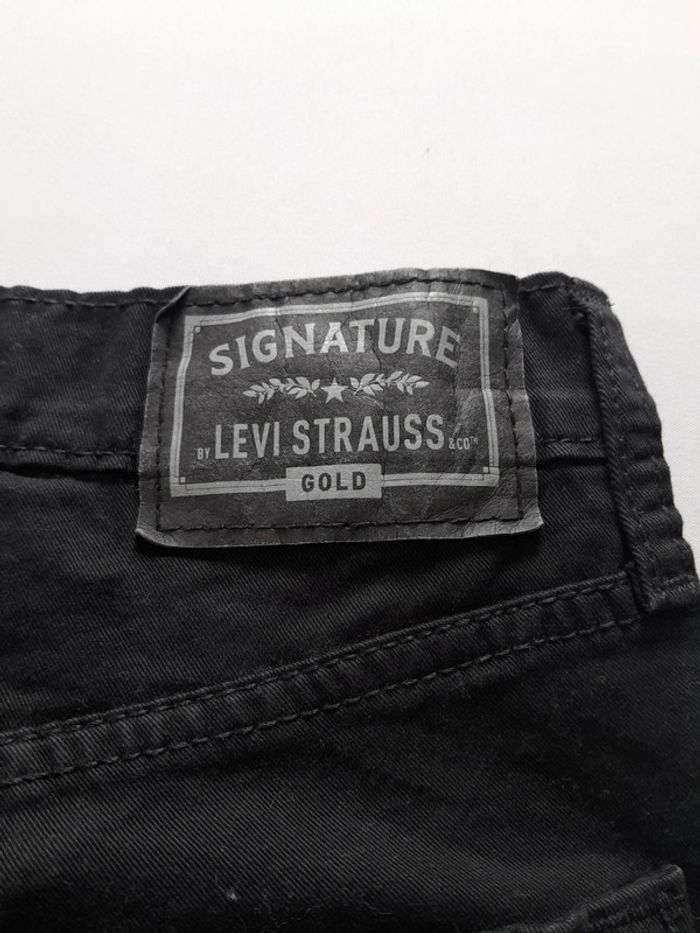 SIGNATURE
BY LEVI STRAUSS & CO™
GOLD